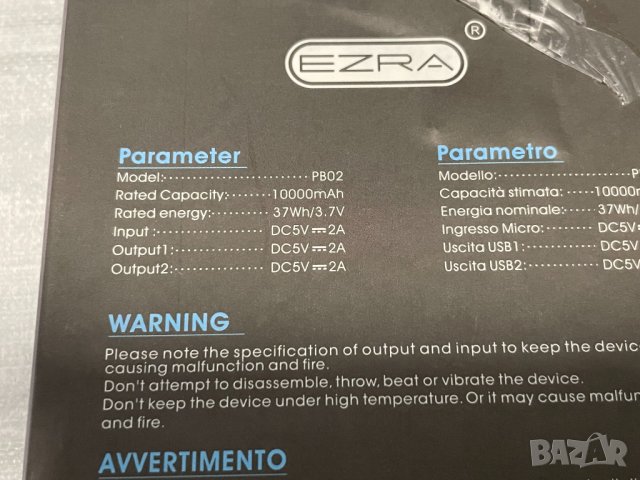 EZRA ®
Parameter
Model: PB02
Rated Capacity: 10000mAh
Rated energy: 37Wh/3.7V
Input : DC5V⎓2A
Output1: DC5V⎓2A
Output2: DC5V⎓2A
Parametro
Modello:
Capacità stimata:
Energia nominale: 37Wh/
Ingresso Micro: DC5V
Uscita USB1: DC5V
Uscita USB2: DC5V
WARNING
Please note the specification of output and input to keep the
causing malfunction and fire.
Don't attempt to disassemble, throw, beat or vibrate the device.
Don't keep the device under high temperature. Or it may cause
and fire.
AVVERTIMENTO
BAZAR